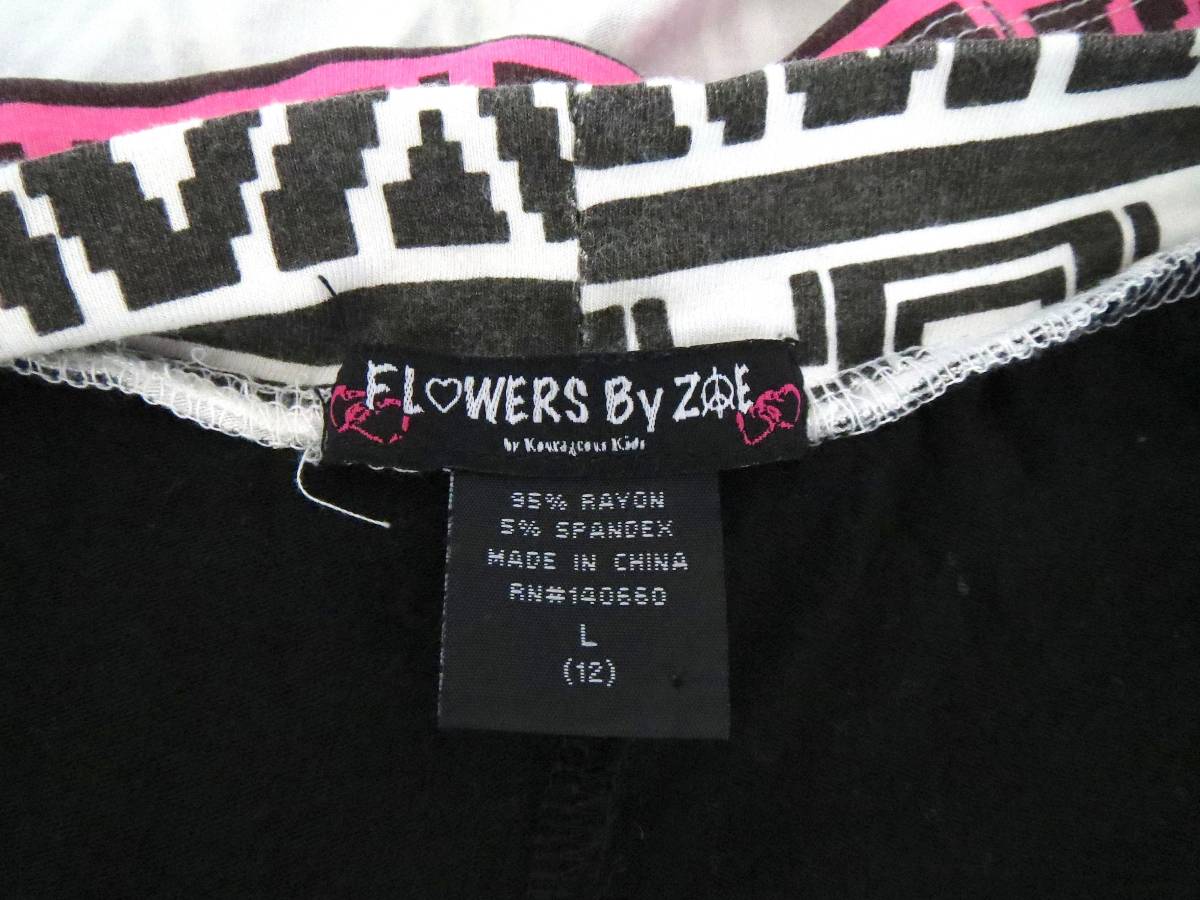 FLOWERS By ZOE
by Kourageous Kids
95% RAYON
5% SPANDEX
MADE IN CHINA
RN#140660
L
(12)